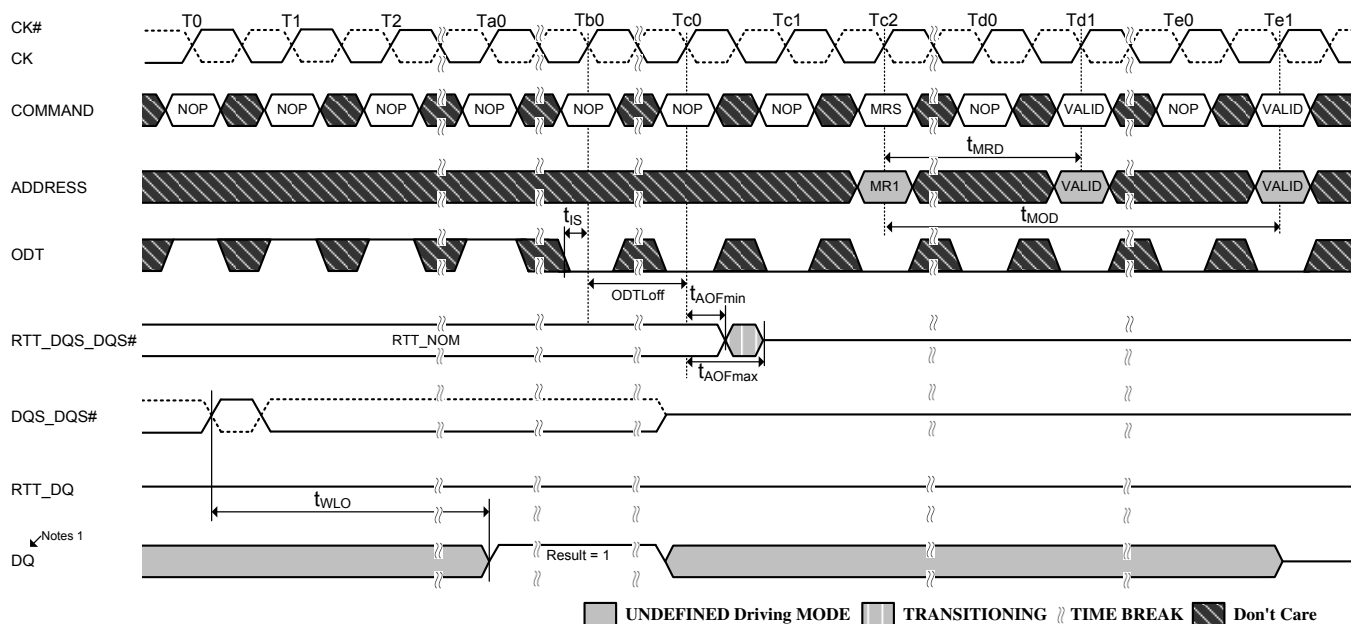 T0 T1 T2 Ta0 Tb0 Tc0 Tc1 Tc2 Td0 Td1 Te0 Te1
CK#
CK
COMMAND NOP NOP NOP NOP NOP NOP NOP MRS NOP VALID NOP VALID
tMRD
ADDRESS MR1 VALID VALID
tIS tMOD
ODT
ODTLoff tAOFmin
RTT_DQS_DQS# RTT_NOM
tAOFmax
DQS_DQS#
RTT_DQ
tWLO
Notes 1
DQ Result = 1
UNDEFINED Driving MODE TRANSITIONING TIME BREAK Don't Care